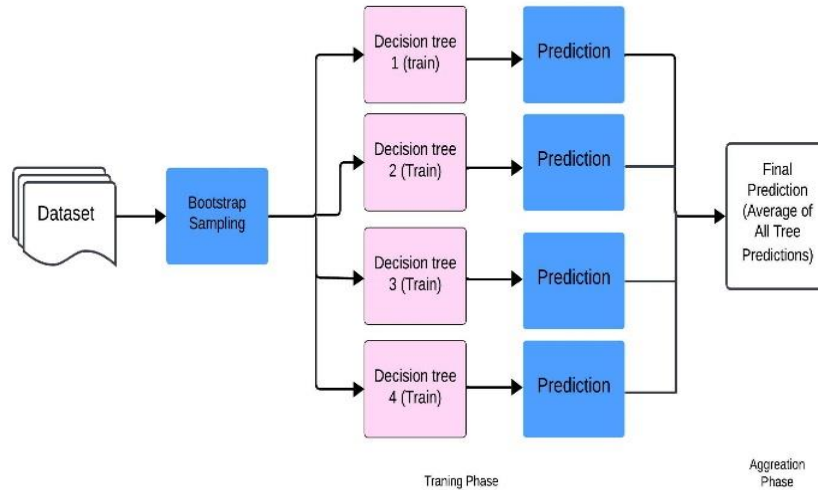 Dataset
Bootstrap
Sampling
Decision tree
1 (train)
Prediction
Decision tree
2 (Train)
Prediction
Decision tree
3 (Train)
Prediction
Decision tree
4 (Train)
Prediction
Final
Prediction
(Average of
All Tree
Predictions)
Traning Phase
Aggreation
Phase